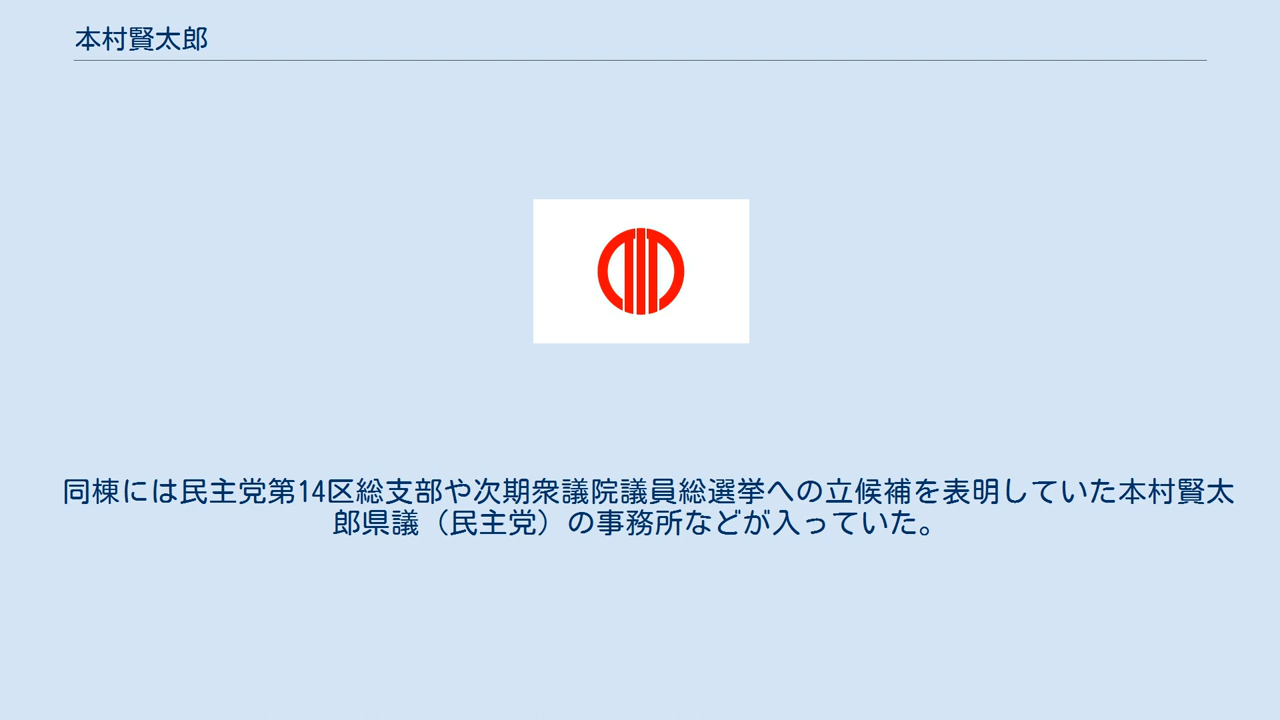 本村賢太郎
同棟には民主党第14区総支部や次期衆議院議員総選挙への立候補を表明していた本村賢太
郎県議（民主党）の事務所などが入っていた。